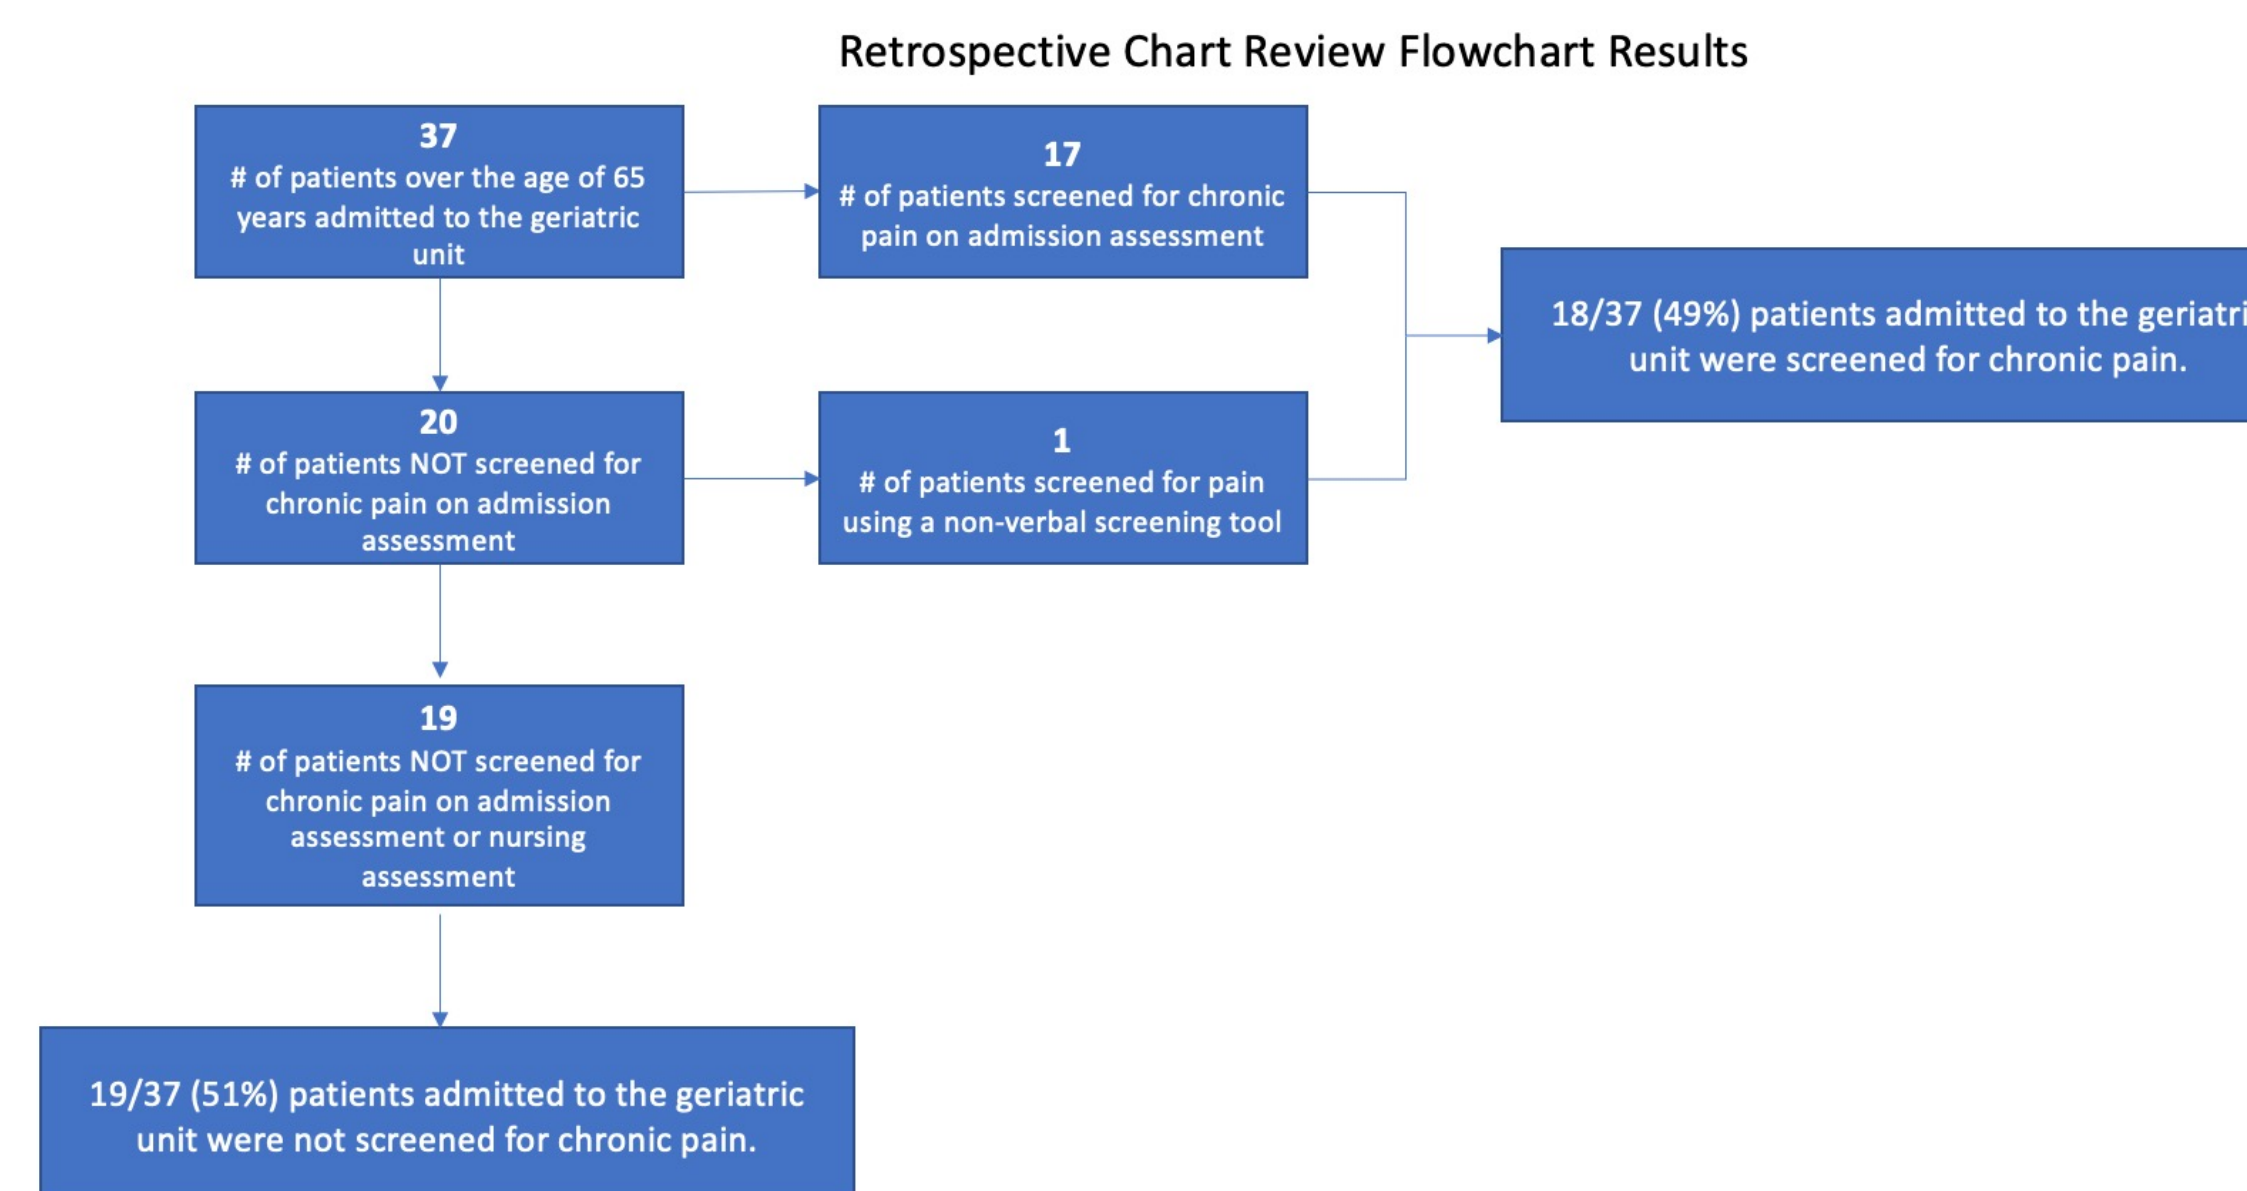 Retrospective Chart Review Flowchart Results
37
# of patients over the age of 65
years admitted to the geriatric
unit
17
# of patients screened for chronic
pain on admission assessment
18/37 (49%) patients admitted to the geriatri
unit were screened for chronic pain.
20
# of patients NOT screened for
chronic pain on admission
assessment
1
# of patients screened for pain
using a non-verbal screening tool
19
# of patients NOT screened for
chronic pain on admission
assessment or nursing
assessment
19/37 (51%) patients admitted to the geriatric
unit were not screened for chronic pain.